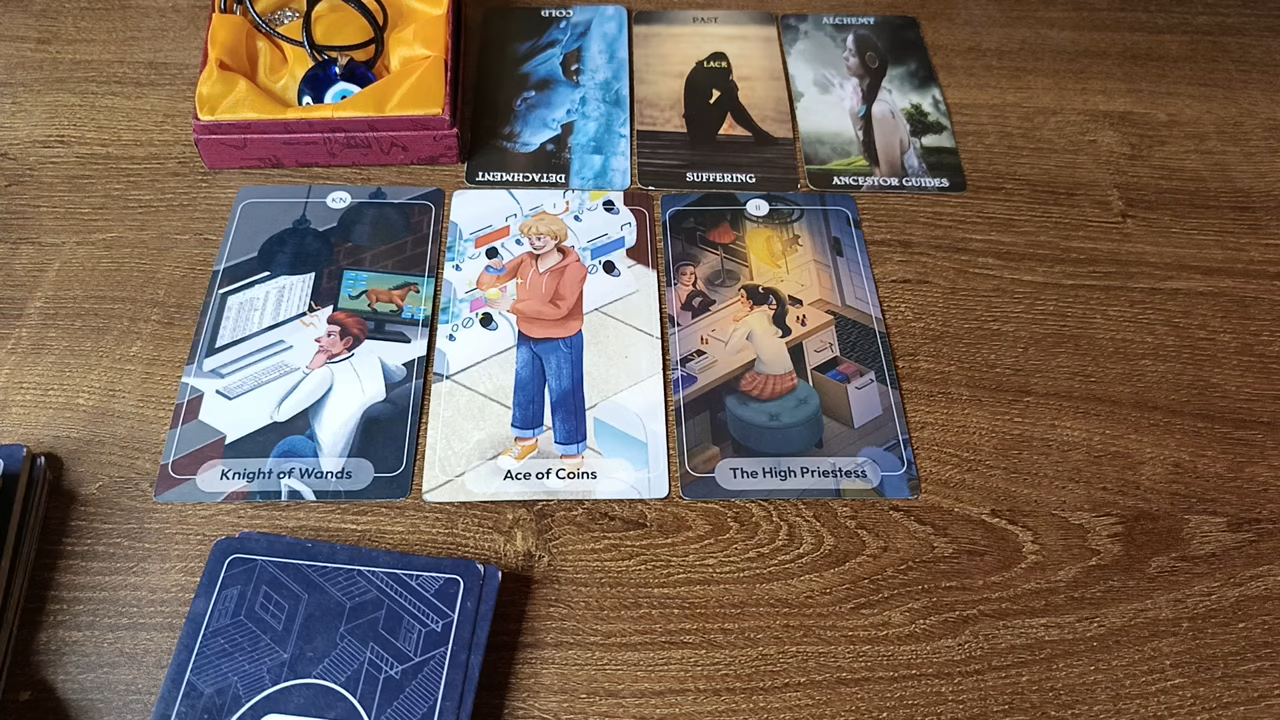 COLD
DETACHMENT
PAST
LACK
SUFFERING
ALCHEMY
ANCESTOR GUIDES
KN
Knight of Wands
I
Ace of Coins
II
The High Priestess